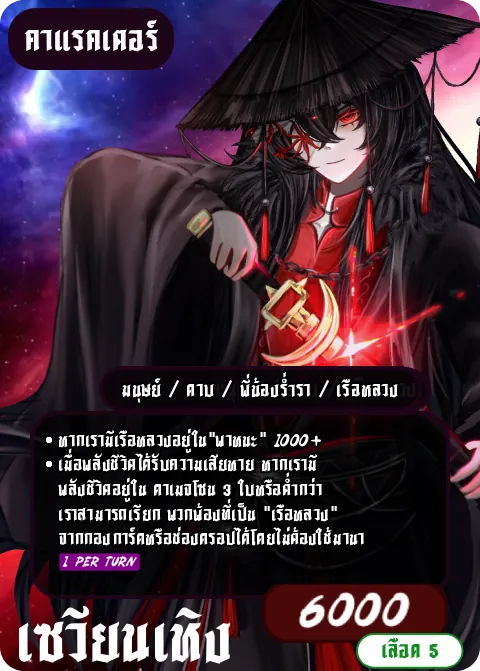 คาแรคเตอร์
มนุษย์ / ดาบ / พี่น้องร่ำรา / เรือหลวง
• หากเรามีเรือหลวงอยู่ใน "พาหนะ" 1000+
• เมื่อพลังชีวิตได้รับความเสียหาย หากเรามี
พลังชีวิตอยู่ใน ดาเมจโซน 3 ใบหรือต่ำกว่า
เราสามารถเรียก พวกพ้องที่เป็น "เรือหลวง"
จากกองการ์ดหรือช่องดรอปได้โดยไม่ต้องใช้มานา
1 PER TURN
6000
เซวียนเหิง
เลือด 5